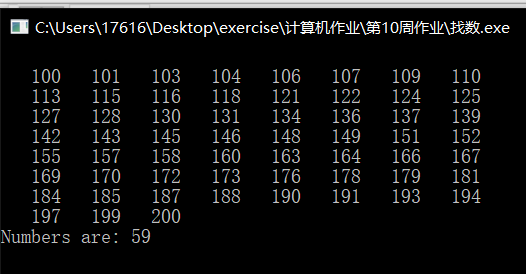 C:\Users\17616\Desktop\exercise\计算机作业\第10周作业\找数.exe
100 101 103 104 106 107 109 110
113 115 116 118 121 122 124 125
127 128 130 131 134 136 137 139
142 143 145 146 148 149 151 152
155 157 158 160 163 164 166 167
169 170 172 173 176 178 179 181
184 185 187 188 190 191 193 194
197 199 200
Numbers are: 59